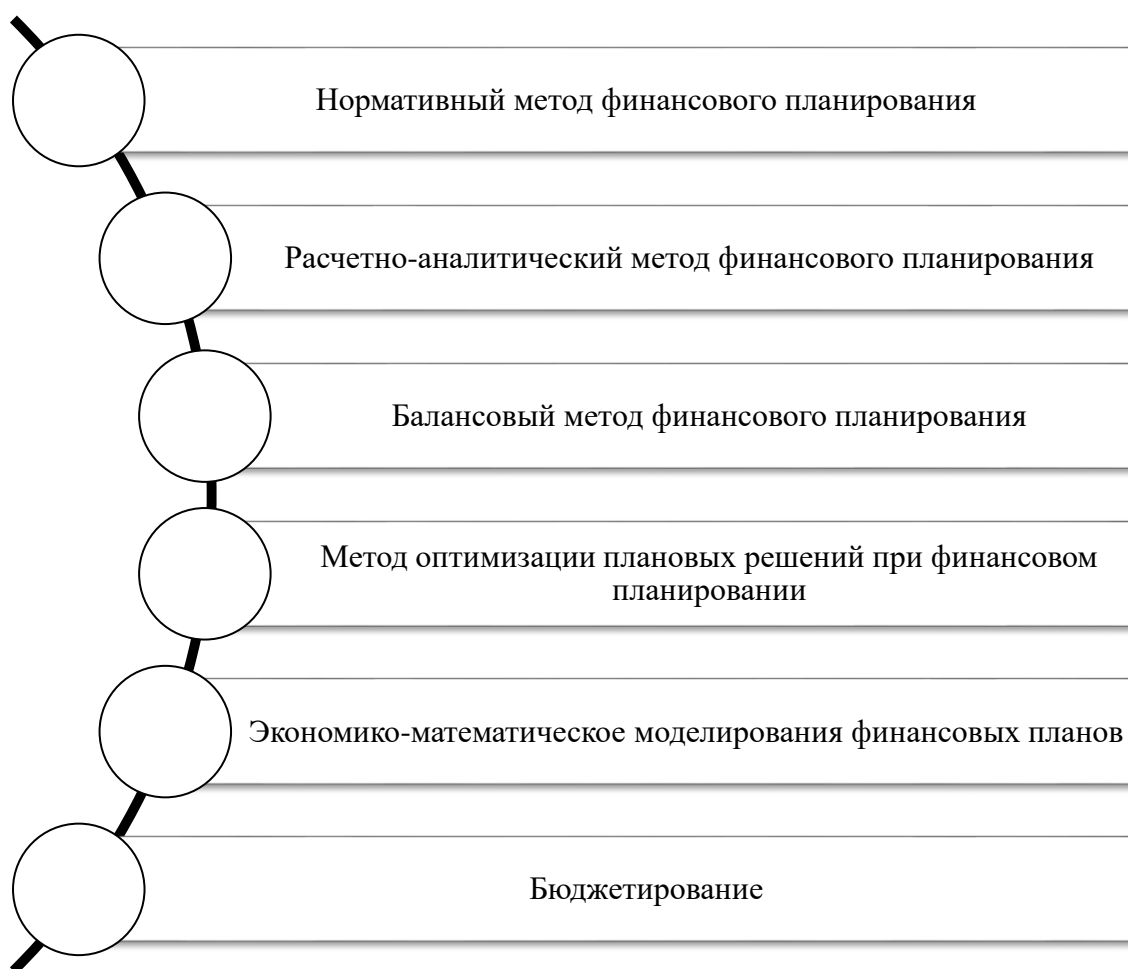 Нормативный метод финансового планирования
Расчетно-аналитический метод финансового планирования
Балансовый метод финансового планирования
Метод оптимизации плановых решений при финансовом
планировании
Экономико-математическое моделирования финансовых планов
Бюджетирование